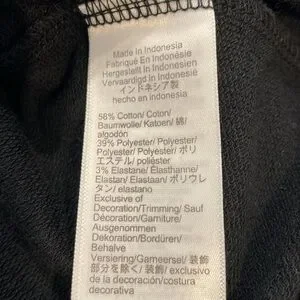 Made in Indonesia
Fabriqué En Indonésie
Hergestellt In Indonesien
Vervaardigd In Indonesië
インドネシア製
hecho en indonesia
58% Cotton/ Coton/
Baumwolle/ Katoen/ 綿/
algodón
39% Polyester/ Polyester/
Polyester/ Polyester/ ポリ
エステル/ poliéster
3% Elastane/ Élasthanne/
Elastan/ Elastaan/ ポリウレ
タン/ elastano
Exclusive of
Decoration/Trimming/ Sauf
Décoration/Garniture/
Ausgenommen
Dekoration/Bordüren/
Behalve
Versiering/Garneersel/ 装飾
部分を除く/ 装飾/ exclusivo
de la decoración/costura
decorativa